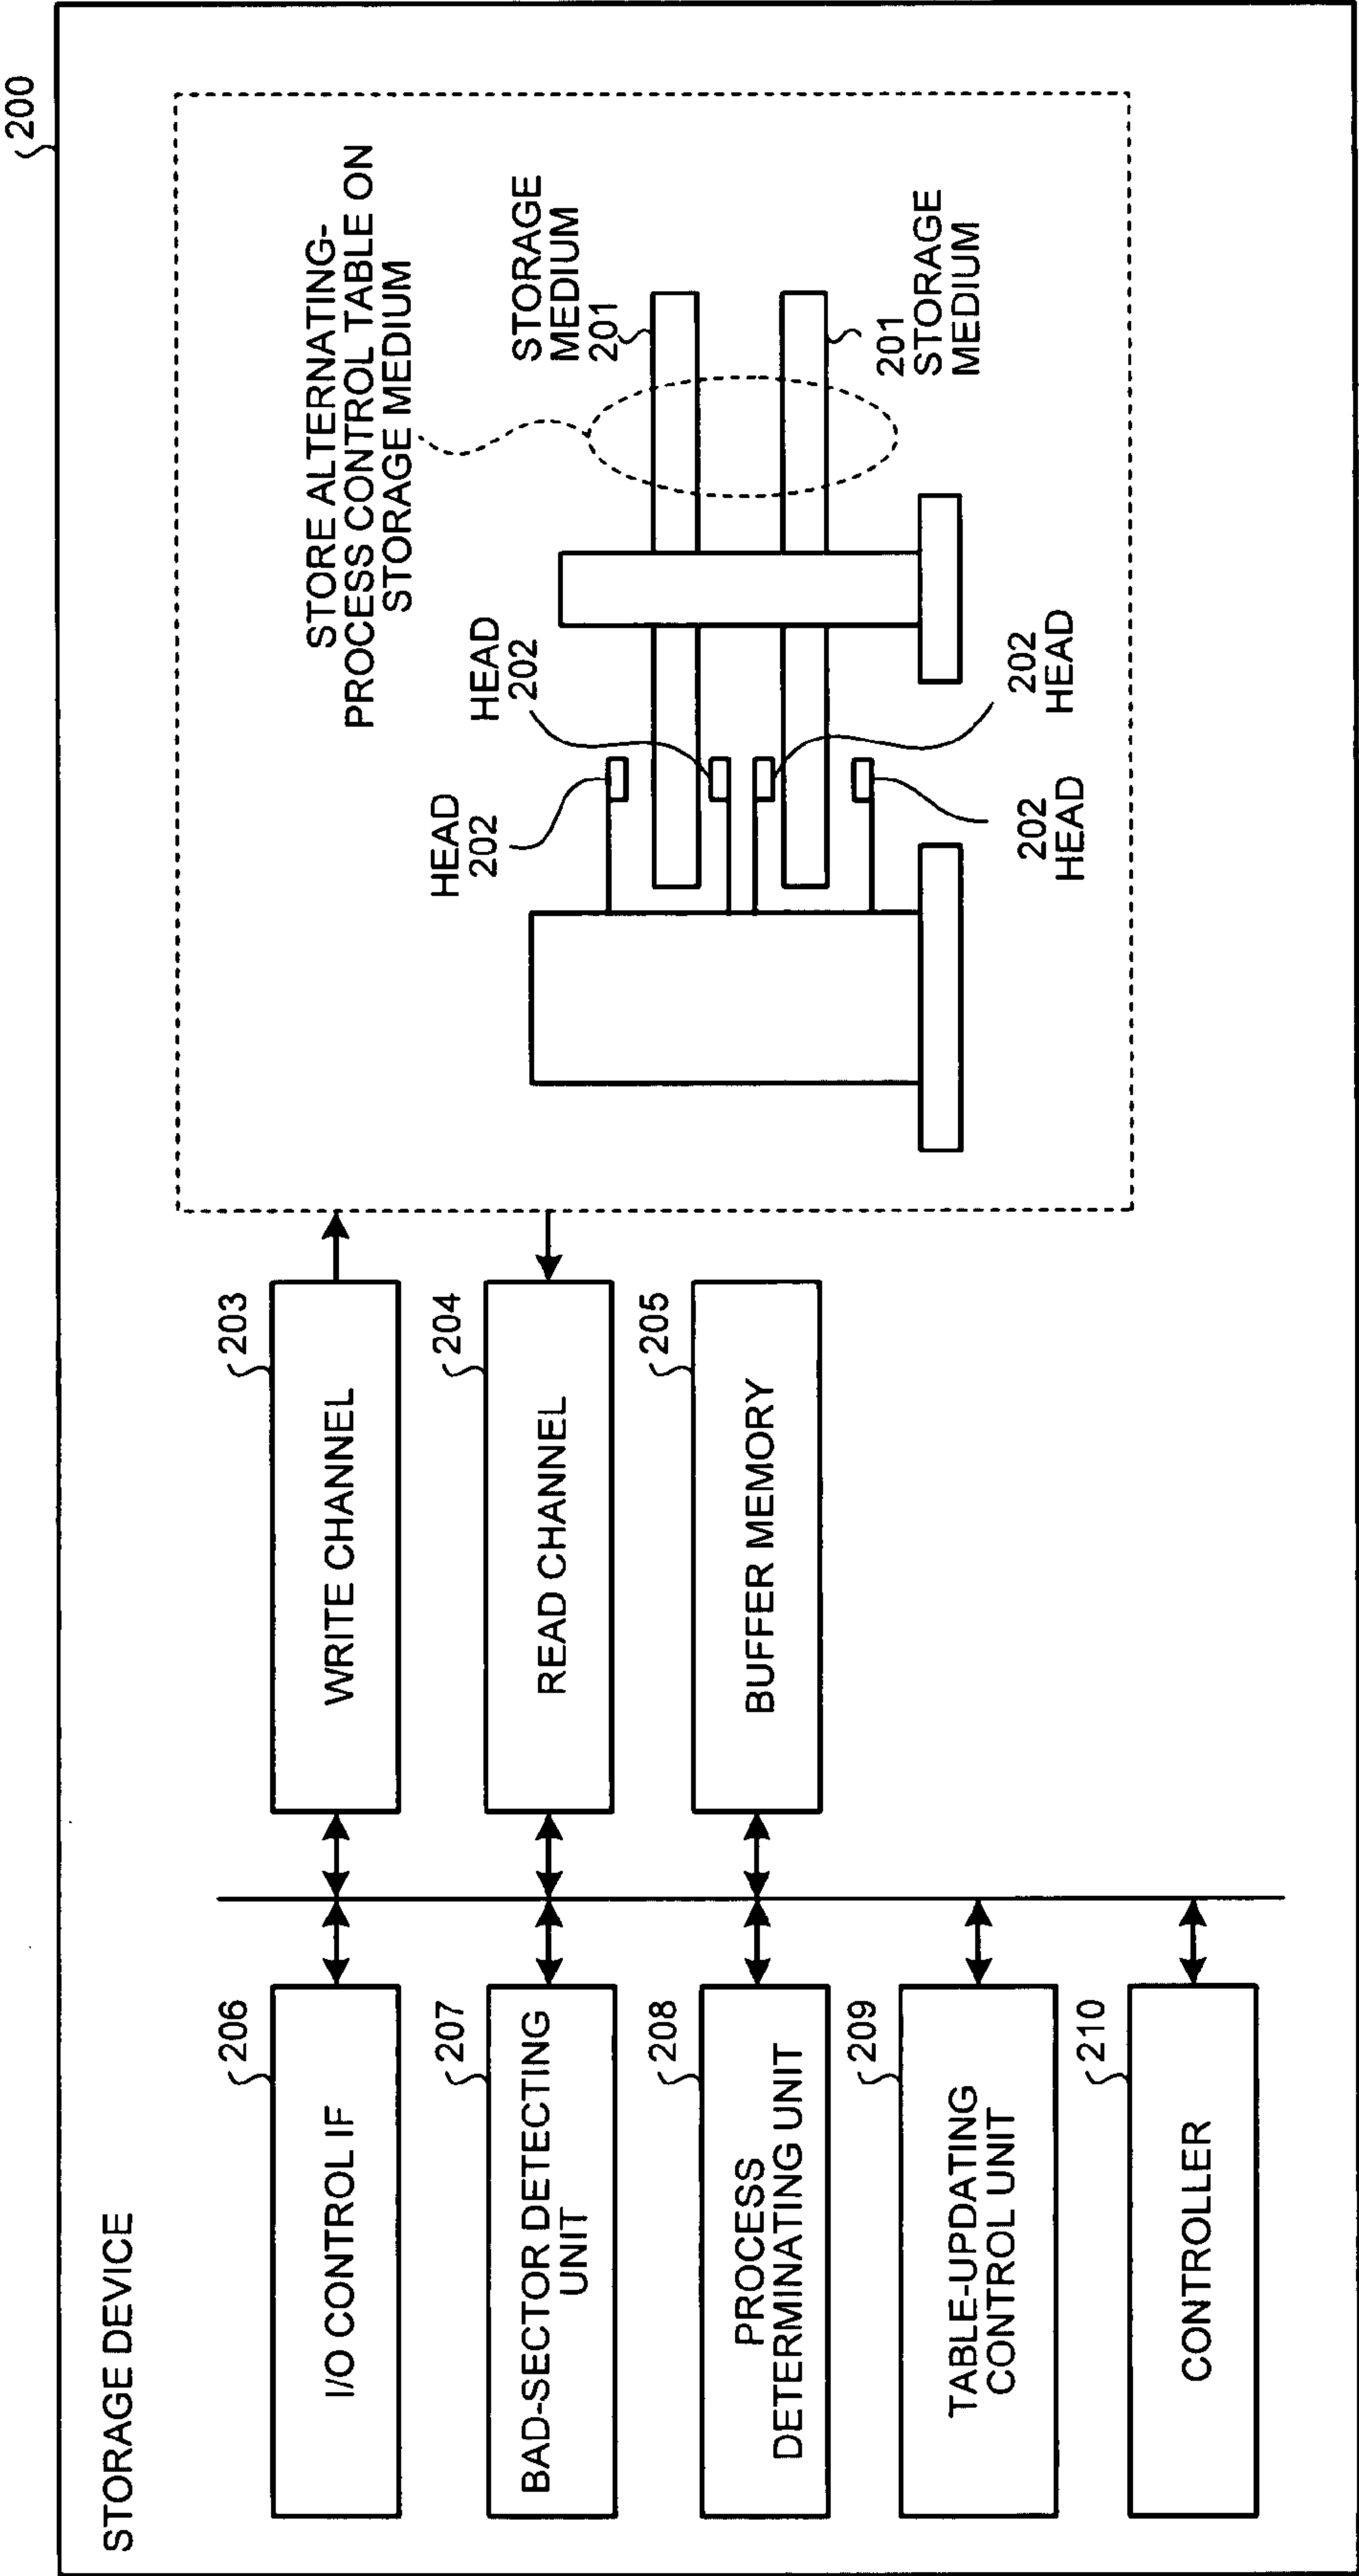 200
STORAGE DEVICE
206
I/O CONTROL IF
207
BAD-SECTOR DETECTING
UNIT
208
PROCESS
DETERMINATING UNIT
209
TABLE-UPDATING
CONTROL UNIT
210
CONTROLLER
203
WRITE CHANNEL
204
READ CHANNEL
205
BUFFER MEMORY
STORE ALTERNATING-
PROCESS CONTROL TABLE ON
STORAGE MEDIUM
HEAD
202
HEAD
202
STORAGE
MEDIUM
201
201
STORAGE
MEDIUM
202
HEAD
202
HEAD